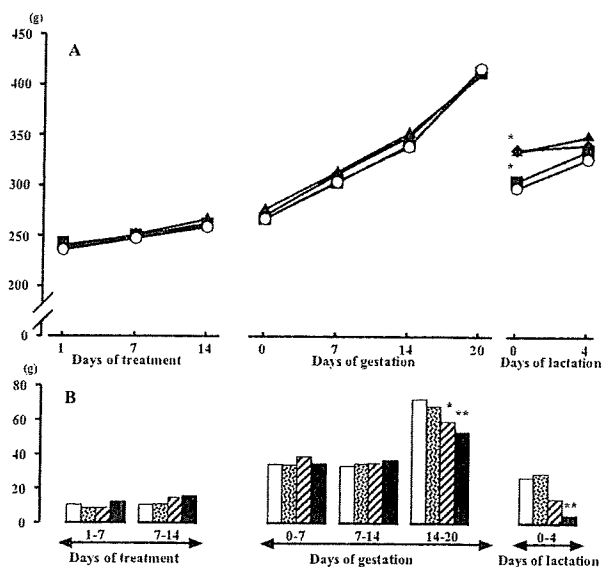 (g)
A
450
400
350
300
250
200
0
* 
*
1 7 14
0 7 14 20
0 4
Days of treatment
Days of gestation
Days of lactation
(g)
B
80
60
40
20
0
* **
**
1-7 7-14
0-7 7-14 14-20
0-4
Days of treatment
Days of gestation
Days of lactation